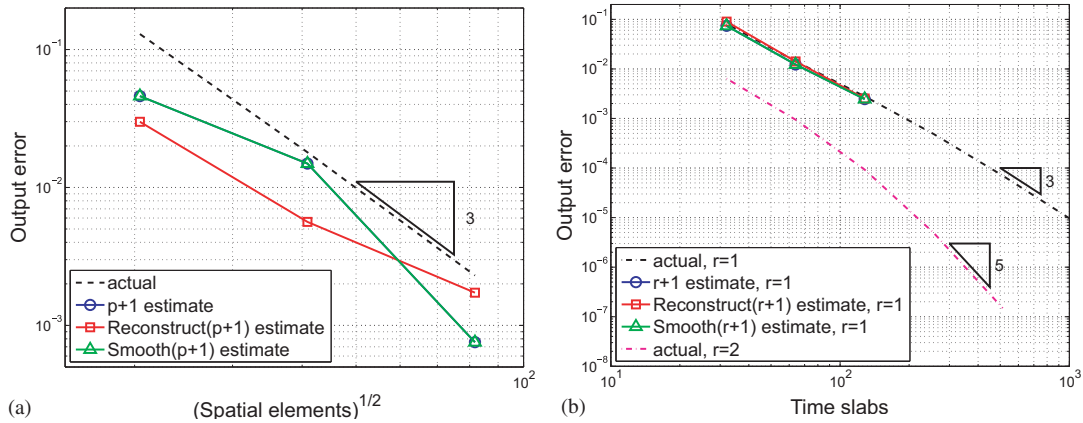 10^{-1}
10^{-2}
10^{-3}
Output error
3
actual
p+1 estimate
Reconstruct(p+1) estimate
Smooth(p+1) estimate
10^2
(a)
(Spatial elements)^{1/2}
10^0
10^{-1}
10^{-2}
10^{-3}
10^{-4}
10^{-5}
10^{-6}
10^{-7}
10^{-8}
Output error
3
5
actual, r=1
r+1 estimate, r=1
Reconstruct(r+1) estimate, r=1
Smooth(r+1) estimate, r=1
actual, r=2
10^1
10^2
10^3
(b)
Time slabs